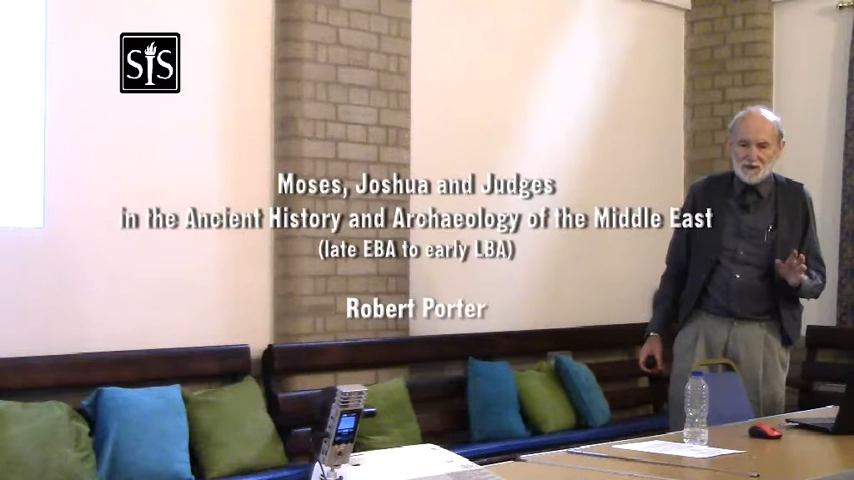 SIS
Moses, Joshua and Judges
in the Ancient History and Archaeology of the Middle East
(late EBA to early LBA)
Robert Porter